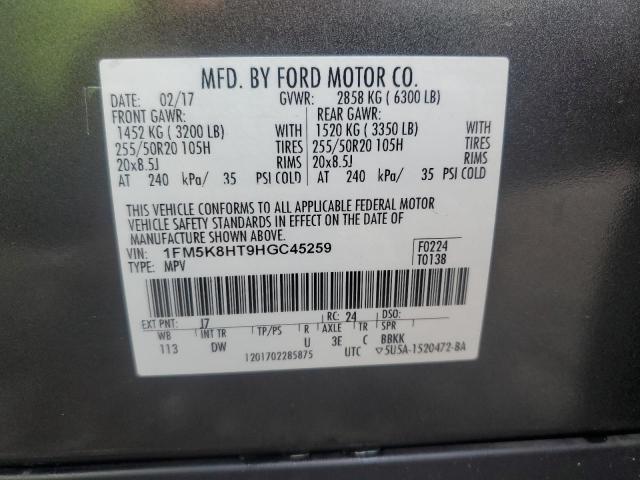 MFD. BY FORD MOTOR CO.
DATE: 02/17 GVWR: 2858 KG ( 6300 LB)
FRONT GAWR: REAR GAWR:
1452 KG ( 3200 LB) WITH 1520 KG ( 3350 LB) WITH
255/50R20 105H TIRES 255/50R20 105H TIRES
20x8.5J RIMS 20x8.5J RIMS
AT 240 kPa/ 35 PSI COLD AT 240 kPa/ 35 PSI COLD
THIS VEHICLE CONFORMS TO ALL APPLICABLE FEDERAL MOTOR
VEHICLE SAFETY STANDARDS IN EFFECT ON THE DATE OF
MANUFACTURE SHOWN ABOVE.
VIN: 1FM5K8HT9HGC45259 F0224
TYPE: MPV T0138
EXT PNT: J7 RC: 24 DSO:
WB INT TR TP/PS R AXLE TR SPR
113 DW U 3E C BBKK
1201702285875 UTC ▽5U5A-1520472-BA